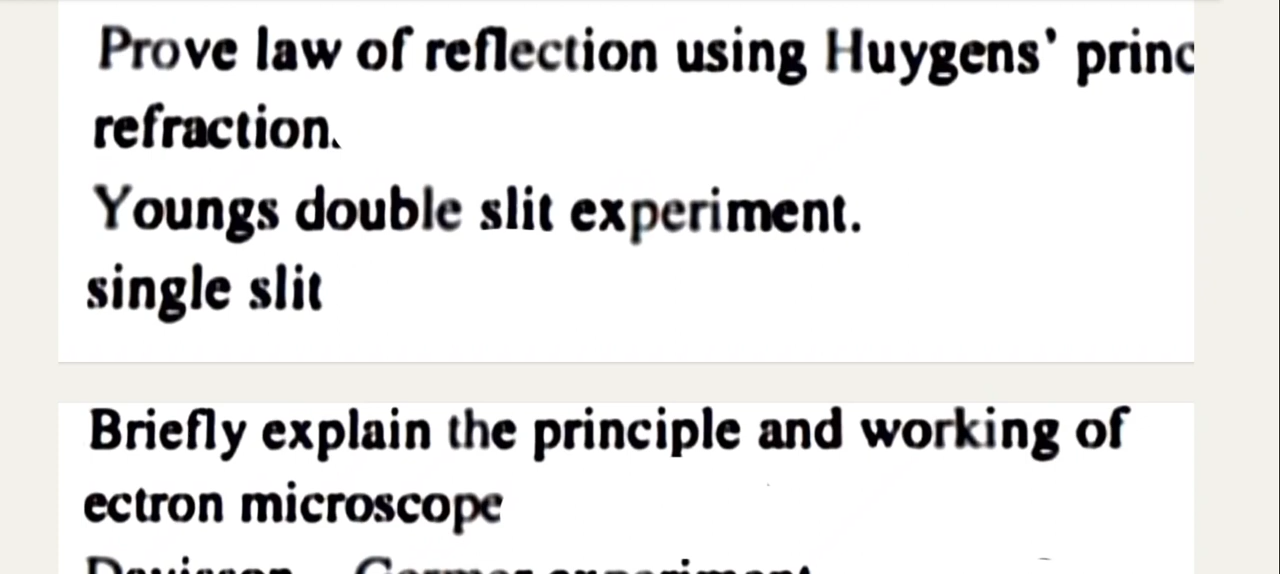 Prove law of reflection using Huygens' princ
refraction.
Youngs double slit experiment.
single slit
Briefly explain the principle and working of
ectron microscope